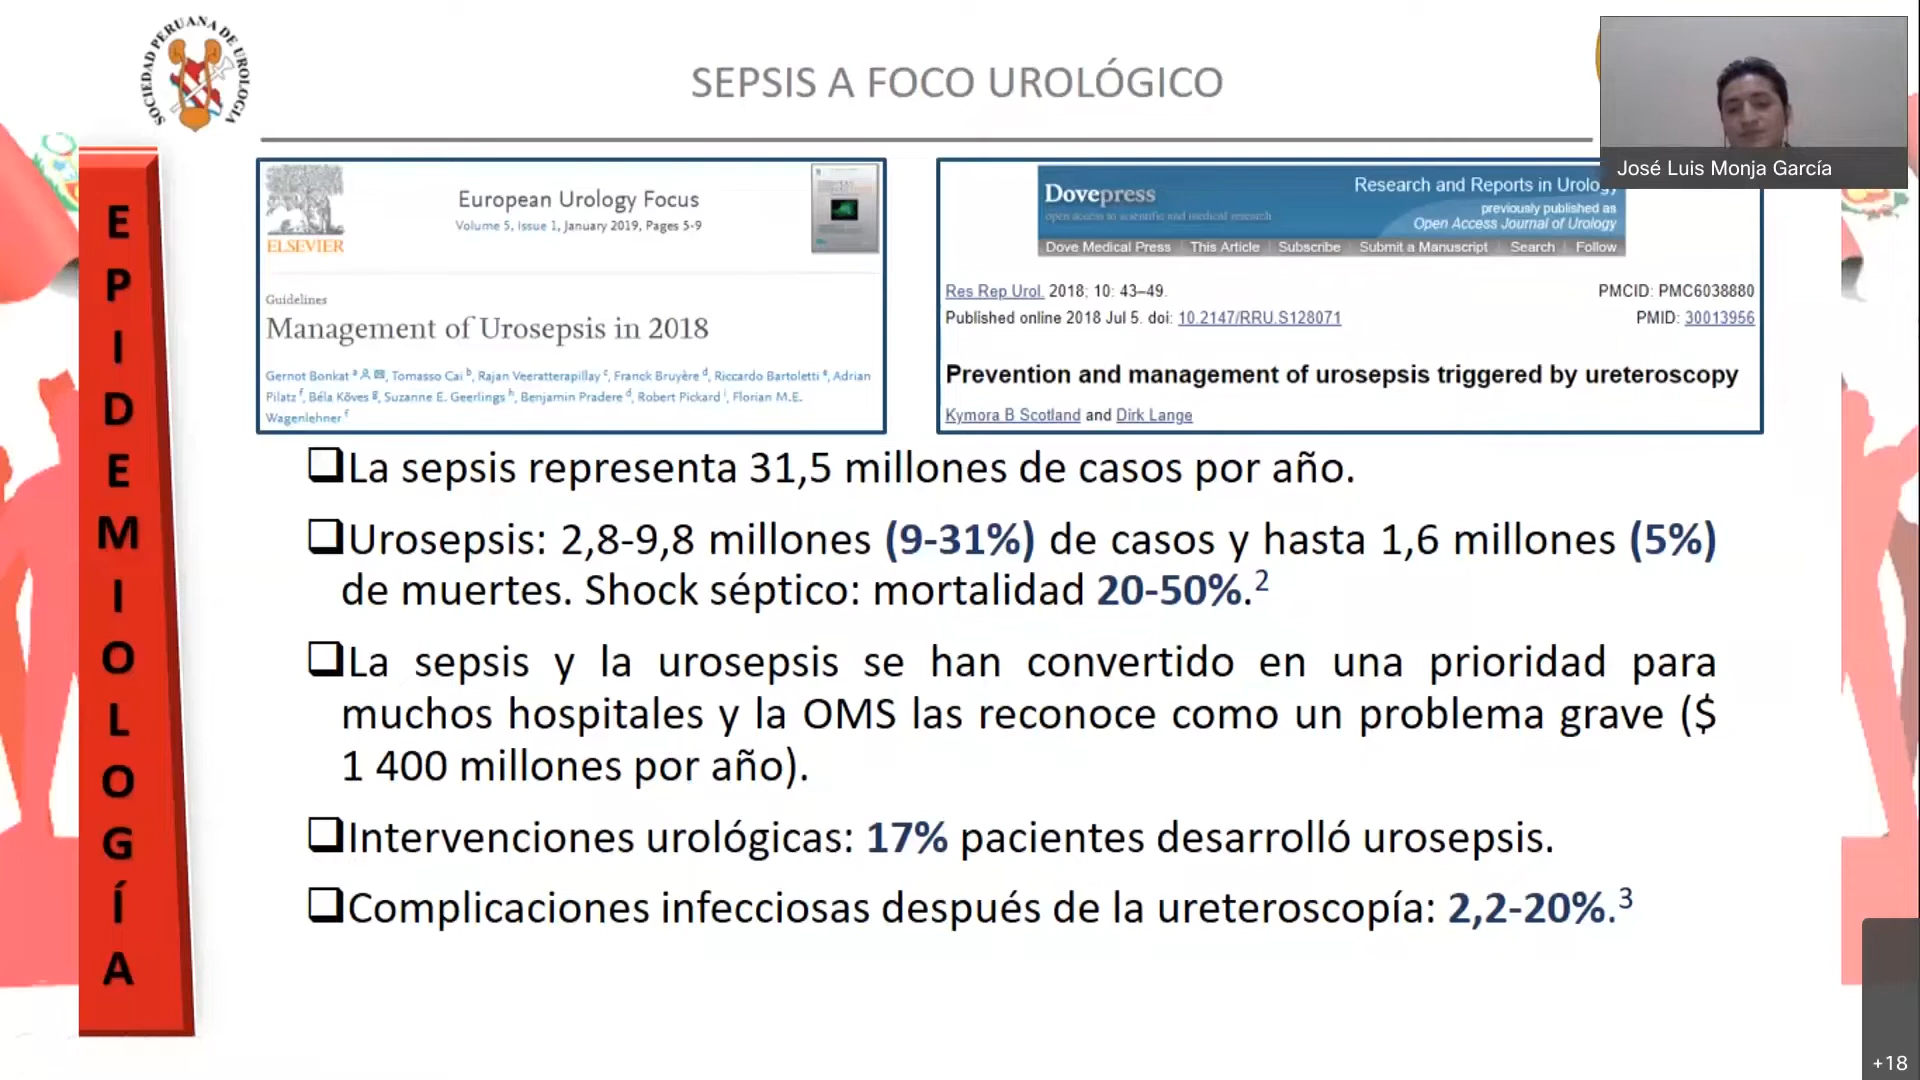 SOCIEDAD PERUANA DE UROLOGÍA
SEPSIS A FOCO UROLÓGICO
José Luis Monja García
EPIDEMIOLOGÍA
ELSEVIER
European Urology Focus
Volume 5, Issue 1, January 2019, Pages 5-9
Guidelines
Management of Urosepsis in 2018
Gernot Bonkat a, Tomasso Cai b, Rajan Veeratterapillay c, Franck Bruyère d, Riccardo Bartoletti e, Adrian
Pilatz f, Béla Köves g, Suzanne E. Geerlings h, Benjamin Pradere d, Robert Pickard i, Florian M.E.
Wagenlehner f
Dovepress
open access to scientific and medical research
Research and Reports in Urology
previously published as
Open Access Journal of Urology
Dove Medical Press | This Article | Subscribe | Submit a Manuscript | Search | Follow
Res Rep Urol. 2018; 10: 43–49.
PMCID: PMC6038880
Published online 2018 Jul 5. doi: 10.2147/RRU.S128071
PMID: 30013956
Prevention and management of urosepsis triggered by ureteroscopy
Kymora B Scotland and Dirk Lange
❑La sepsis representa 31,5 millones de casos por año.
❑Urosepsis: 2,8-9,8 millones (9-31%) de casos y hasta 1,6 millones (5%)
de muertes. Shock séptico: mortalidad 20-50%.2
❑La sepsis y la urosepsis se han convertido en una prioridad para
muchos hospitales y la OMS las reconoce como un problema grave ($
1 400 millones por año).
❑Intervenciones urológicas: 17% pacientes desarrolló urosepsis.
❑Complicaciones infecciosas después de la ureteroscopía: 2,2-20%.3
+18